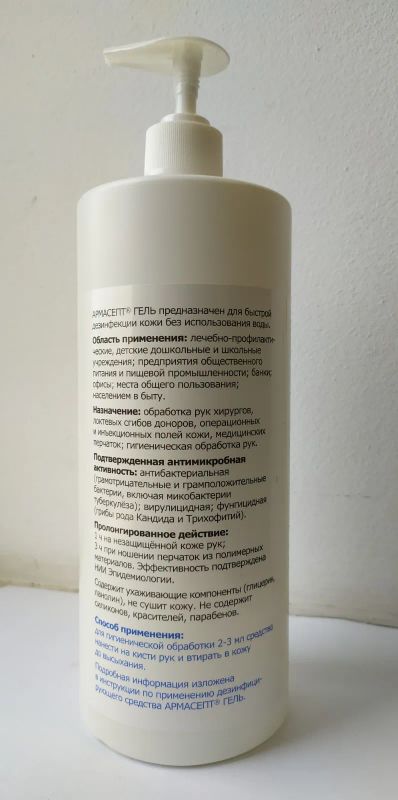 АРМАСЕПТ® ГЕЛЬ предназначен для быстрой
дезинфекции кожи без использования воды.
Область применения: лечебно-профилакти-
ческие, детские дошкольные и школьные
учреждения; предприятия общественного
питания и пищевой промышленности; банки;
офисы; места общего пользования;
населением в быту.
Назначение: обработка рук хирургов,
локтевых сгибов доноров, операционных
и инъекционных полей кожи, медицинских
перчаток; гигиеническая обработка рук.
Подтвержденная антимикробная
активность: антибактериальная
(грамотрицательные и грамположительные
бактерии, включая микобактерии
туберкулёза); вирулицидная; фунгицидная
(грибы рода Кандида и Трихофитий).
Пролонгированное действие:
1 ч на незащищённой коже рук;
3 ч при ношении перчаток из полимерных
материалов. Эффективность подтверждена
НИИ Эпидемиологии.
Содержит ухаживающие компоненты (глицерин,
ланолин), не сушит кожу. Не содержит
силиконов, красителей, парабенов.
Способ применения:
для гигиенической обработки 2-3 мл средства
нанести на кисти рук и втирать в кожу
до высыхания.
Подробная информация изложена
в инструкции по применению дезинфици-
рующего средства АРМАСЕПТ® ГЕЛЬ.